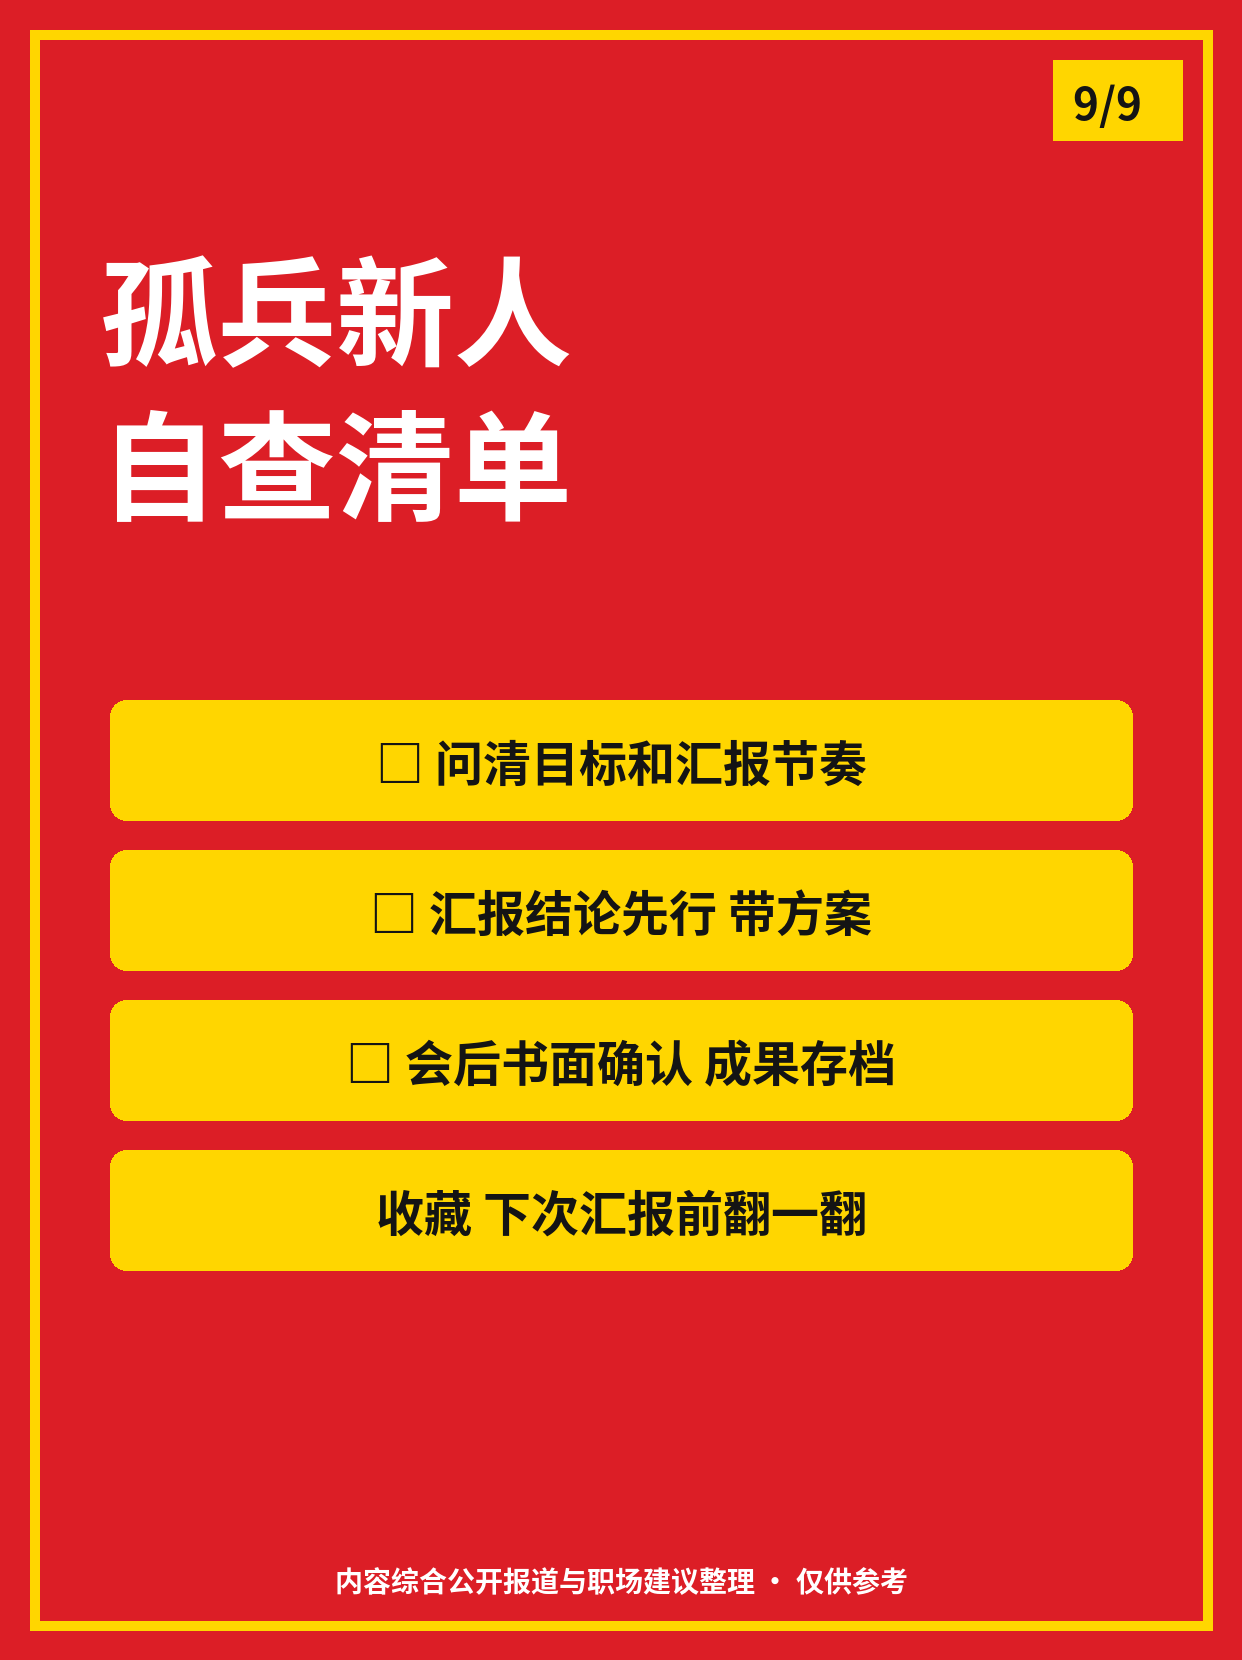 9/9
孤兵新人
自查清单
□ 问清目标和汇报节奏
□ 汇报结论先行 带方案
□ 会后书面确认 成果存档
收藏 下次汇报前翻一翻
内容综合公开报道与职场建议整理 · 仅供参考